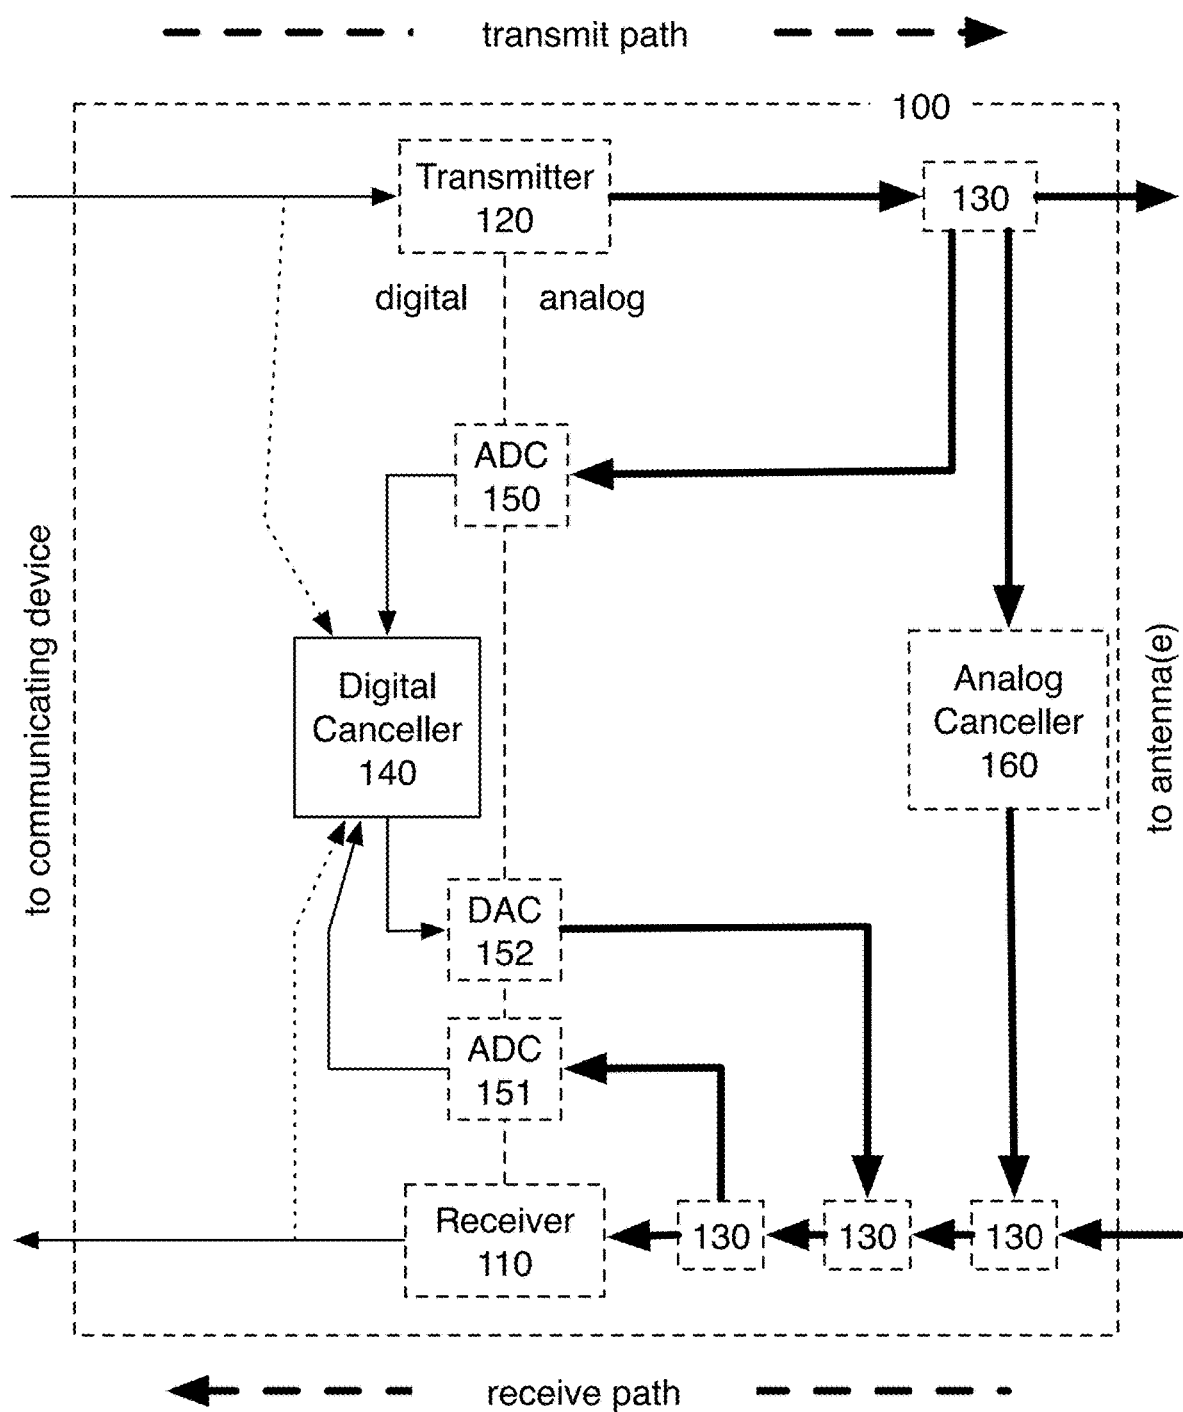 transmit path
100
Transmitter
120
130
digital
analog
ADC
150
to communicating device
Digital
Canceller
140
Analog
Canceller
160
to antenna(e)
DAC
152
ADC
151
Receiver
110
130
130
130
receive path